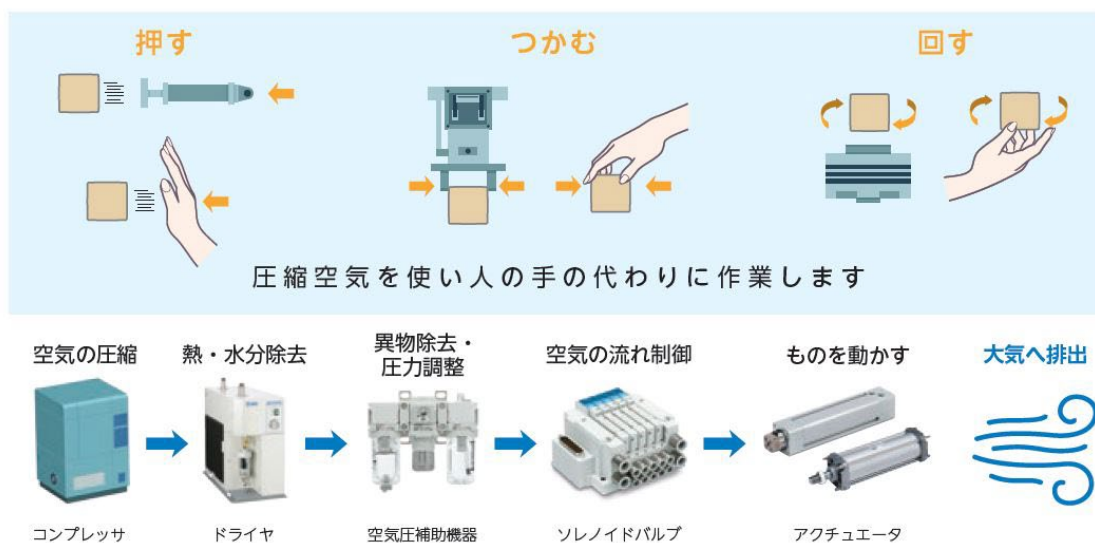 押す
つかむ
回す
圧縮空気を使い人の手の代わりに作業します
空気の圧縮
熱・水分除去
異物除去・
圧力調整
空気の流れ制御
ものを動かす
大気へ排出
コンプレッサ
ドライヤ
空気圧補助機器
ソレノイドバルブ
アクチュエータ